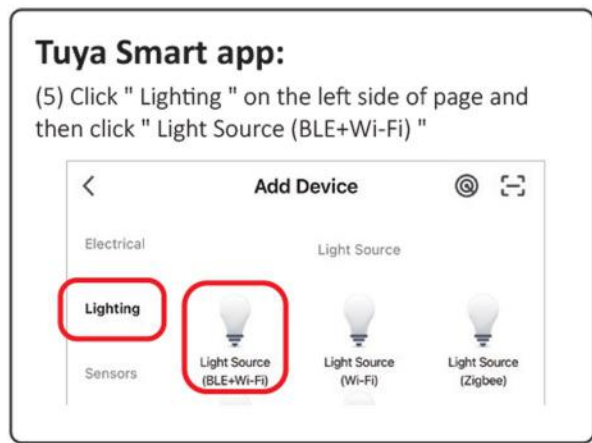 Tuya Smart app:
(5) Click " Lighting " on the left side of page and
then click " Light Source (BLE+Wi-Fi) "
Add Device
Electrical
Light Source
Lighting
Light Source
(BLE+Wi-Fi)
Light Source
(Wi-Fi)
Light Source
(Zigbee)
Sensors